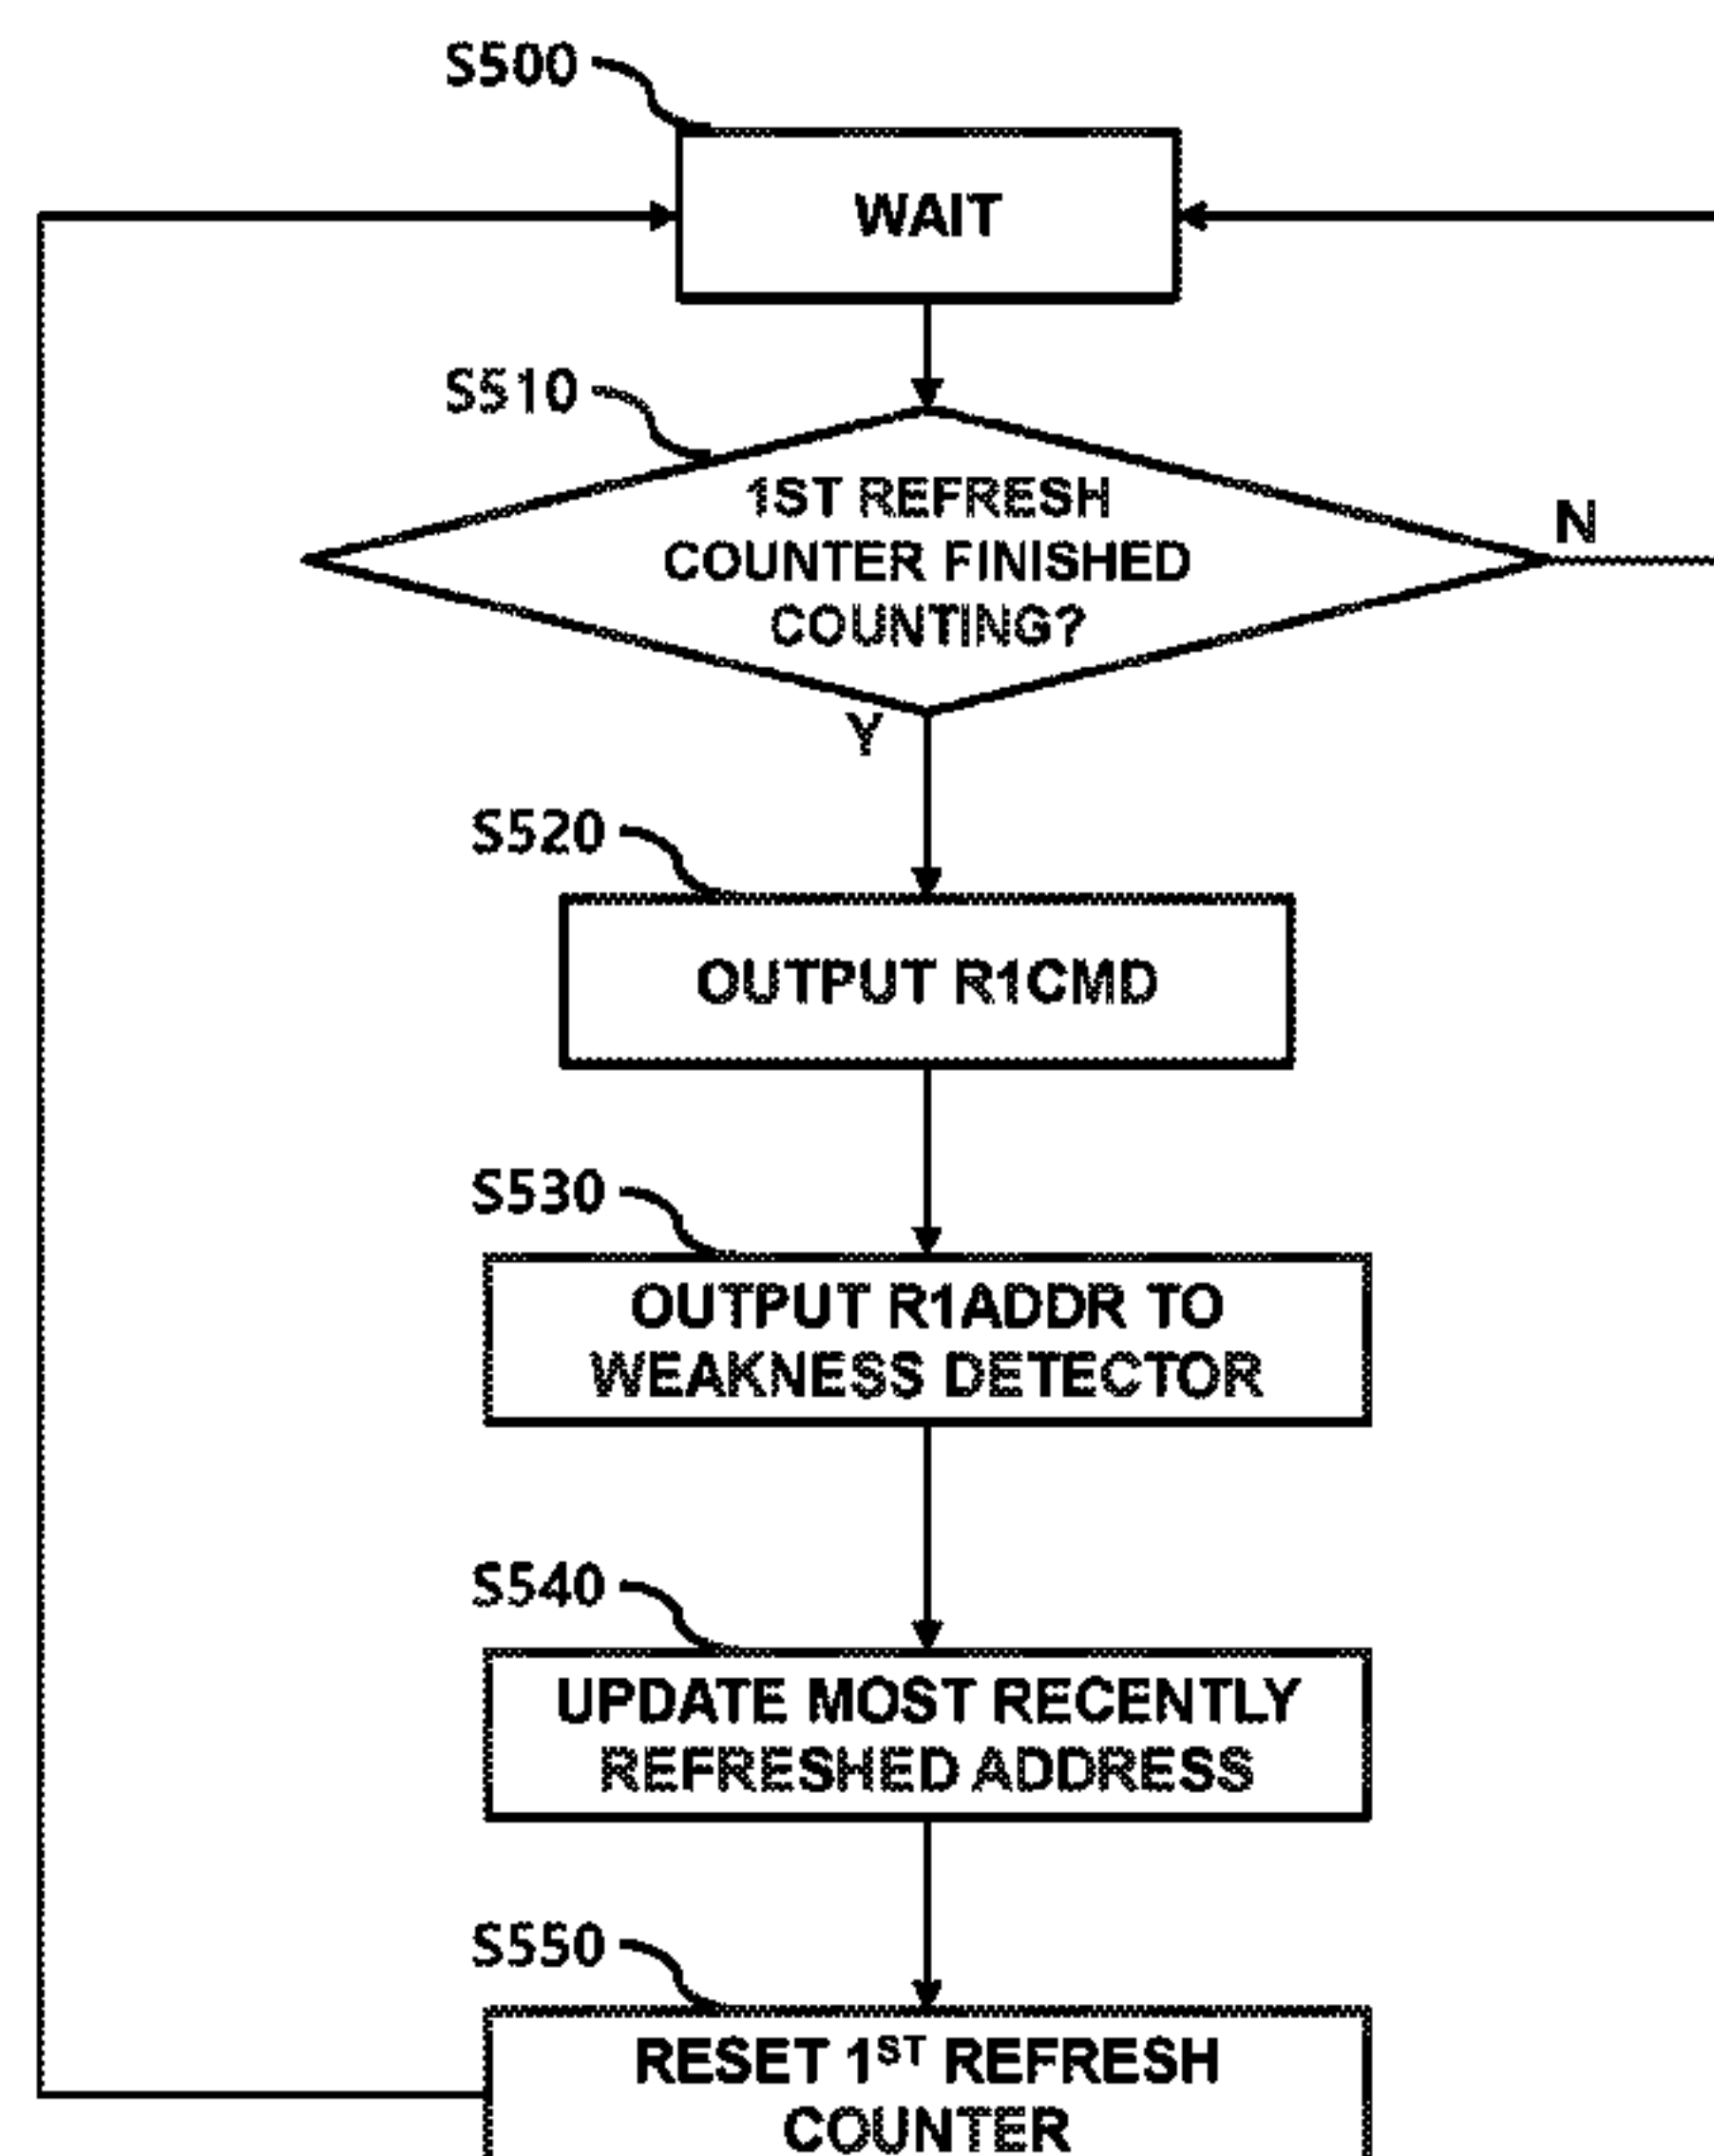 S500
WAIT
S510
1ST REFRESH
COUNTER FINISHED
COUNTING?
N
Y
S520
OUTPUT R1CMD
S530
OUTPUT R1ADDR TO
WEAKNESS DETECTOR
S540
UPDATE MOST RECENTLY
REFRESHED ADDRESS
S550
RESET 1ST REFRESH
COUNTER